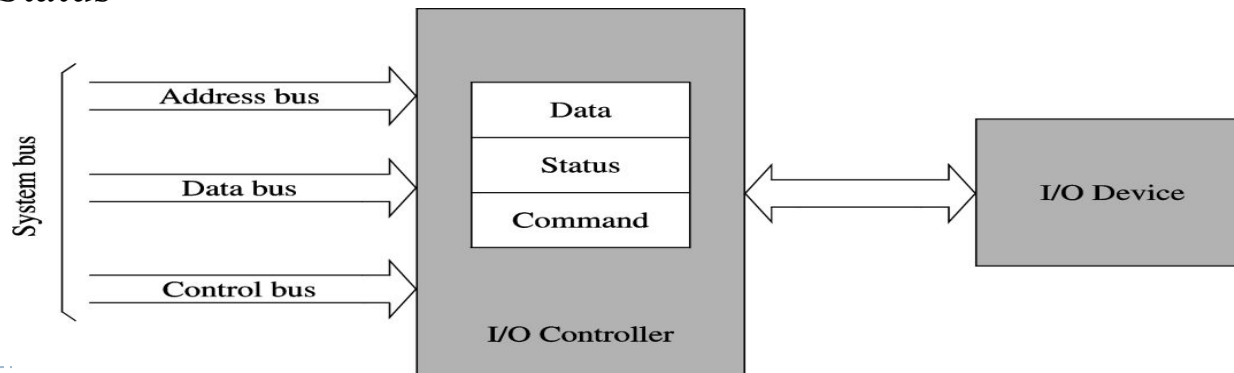 Status
System bus
Address bus
Data bus
Control bus
Data
Status
Command
I/O Controller
I/O Device